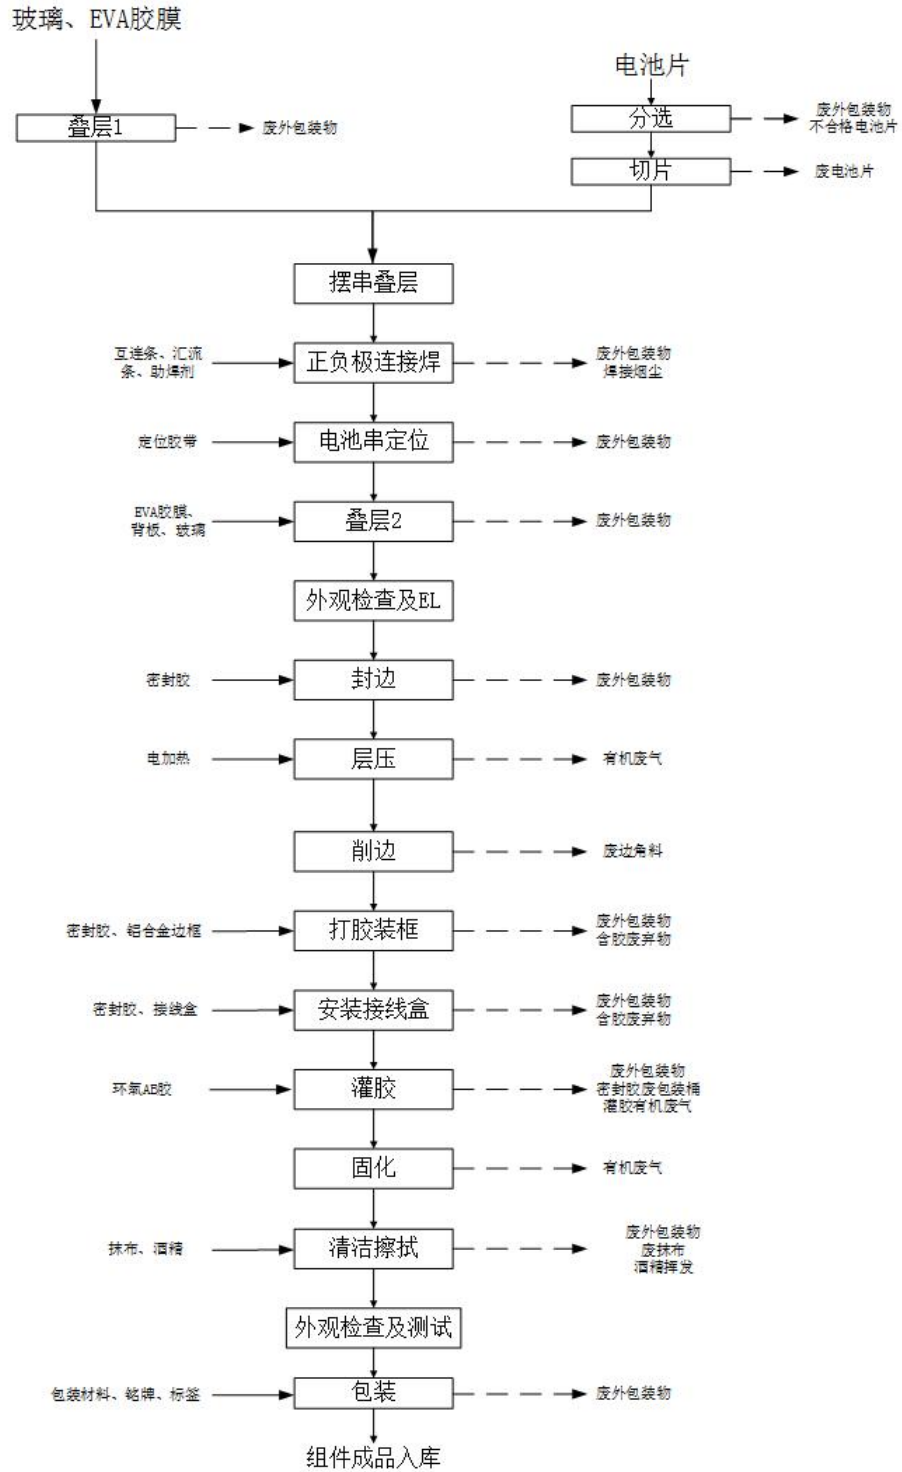 玻璃、EVA胶膜
电池片
叠层1
废外包装物
分选
废外包装物
不合格电池片
切片
废电池片
摆串叠层
互连条、汇流
条、助焊剂
正负极连接焊
废外包装物
焊接烟尘
定位胶带
电池串定位
废外包装物
EVA胶膜、
背板、玻璃
叠层2
废外包装物
外观检查及EL
密封胶
封边
废外包装物
电加热
层压
有机废气
削边
废边角料
密封胶、铝合金边框
打胶装框
废外包装物
含胶废弃物
密封胶、接线盒
安装接线盒
废外包装物
含胶废弃物
环氧AB胶
灌胶
废外包装物
密封胶废包装桶
灌胶有机废气
固化
有机废气
抹布、酒精
清洁擦拭
废外包装物
废抹布
酒精挥发
外观检查及测试
包装材料、铭牌、标签
包装
废外包装物
组件成品入库